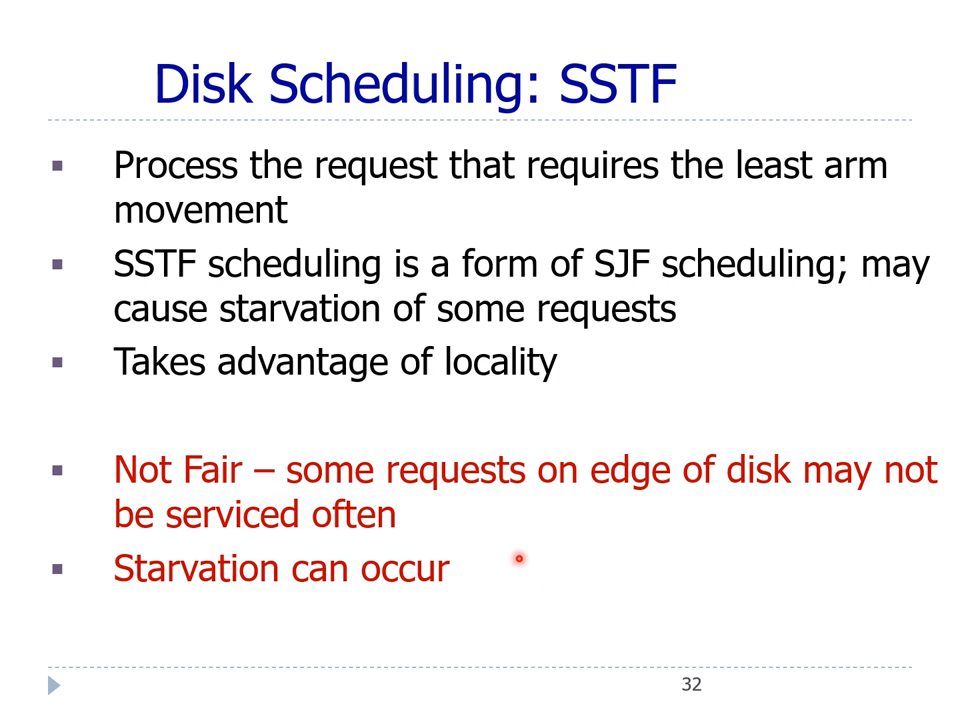 Disk Scheduling: SSTF
▪ Process the request that requires the least arm
movement
▪ SSTF scheduling is a form of SJF scheduling; may
cause starvation of some requests
▪ Takes advantage of locality
▪ Not Fair – some requests on edge of disk may not
be serviced often
▪ Starvation can occur
32